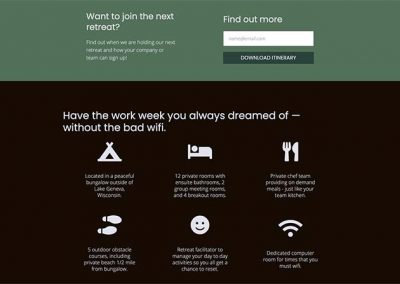 Want to join the next
retreat?
Find out when we are holding our next
retreat and how your company or
team can sign up!
Find out more
name@email.com
DOWNLOAD ITINERARY
Have the work week you always dreamed of —
without the bad wifi.
Located in a peaceful
bungalow outside of
Lake Geneva,
Wisconsin.
12 private rooms with
ensuite bathrooms, 2
group meeting rooms,
and 4 breakout rooms.
Private chef team
providing on demand
meals - just like your
team kitchen.
5 outdoor obstacle
courses, including
private beach 1/2 mile
from bungalow.
Retreat facilitator to
manage your day to day
activities so you all get a
chance to reset.
Dedicated computer
room for times that you
must wifi.